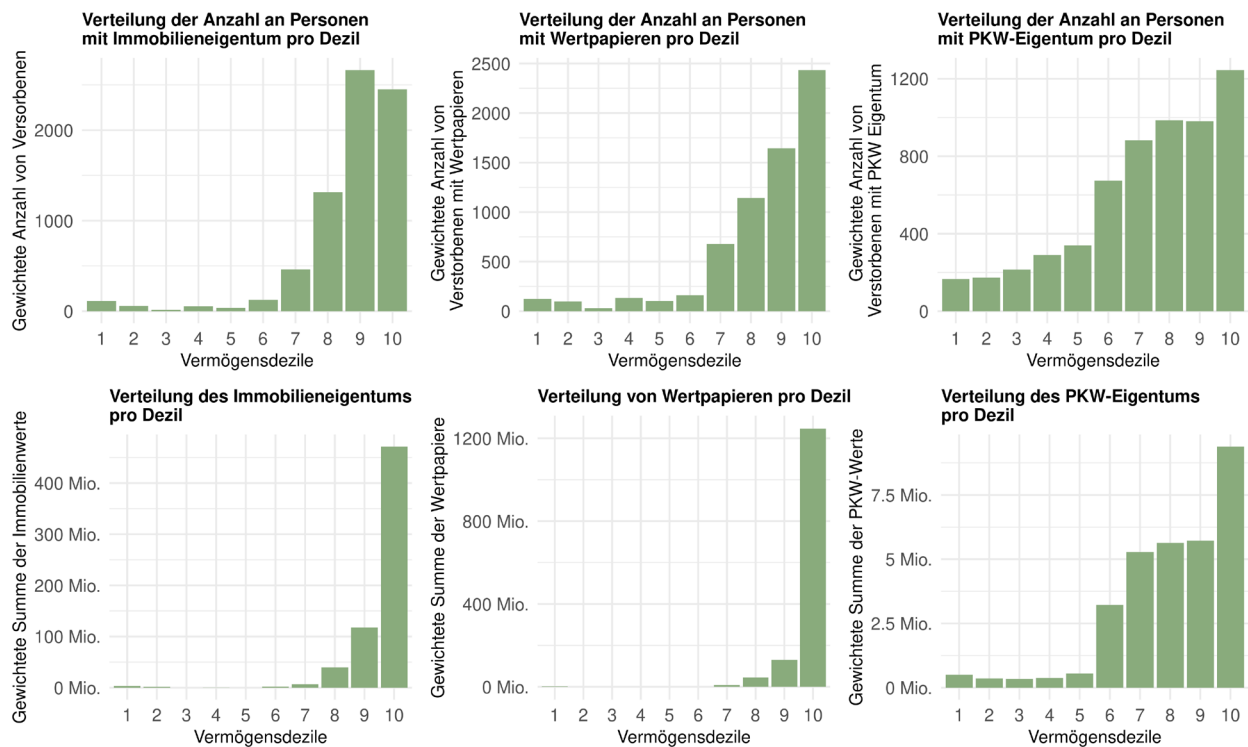 Verteilung der Anzahl an Personen
mit Immobilieneigentum pro Dezil
Gewichtete Anzahl von Versorbenen
2000
1000
0
1 2 3 4 5 6 7 8 9 10
Vermögensdezile
Verteilung der Anzahl an Personen
mit Wertpapieren pro Dezil
Gewichtete Anzahl von
Verstorbenen mit Wertpapieren
2500
2000
1500
1000
500
0
1 2 3 4 5 6 7 8 9 10
Vermögensdezile
Verteilung der Anzahl an Personen
mit PKW-Eigentum pro Dezil
Gewichtete Anzahl von
Verstorbenen mit PKW Eigentum
1200
800
400
0
1 2 3 4 5 6 7 8 9 10
Vermögensdezile
Verteilung des Immobilieneigentums
pro Dezil
Gewichtete Summe der Immobilienwerte
400 Mio.
300 Mio.
200 Mio.
100 Mio.
0 Mio.
1 2 3 4 5 6 7 8 9 10
Vermögensdezile
Verteilung von Wertpapieren pro Dezil
Gewichtete Summe der Wertpapiere
1200 Mio.
800 Mio.
400 Mio.
0 Mio.
1 2 3 4 5 6 7 8 9 10
Vermögensdezile
Verteilung des PKW-Eigentums
pro Dezil
Gewichtete Summe der PKW-Werte
7.5 Mio.
5 Mio.
2.5 Mio.
0 Mio.
1 2 3 4 5 6 7 8 9 10
Vermögensdezile